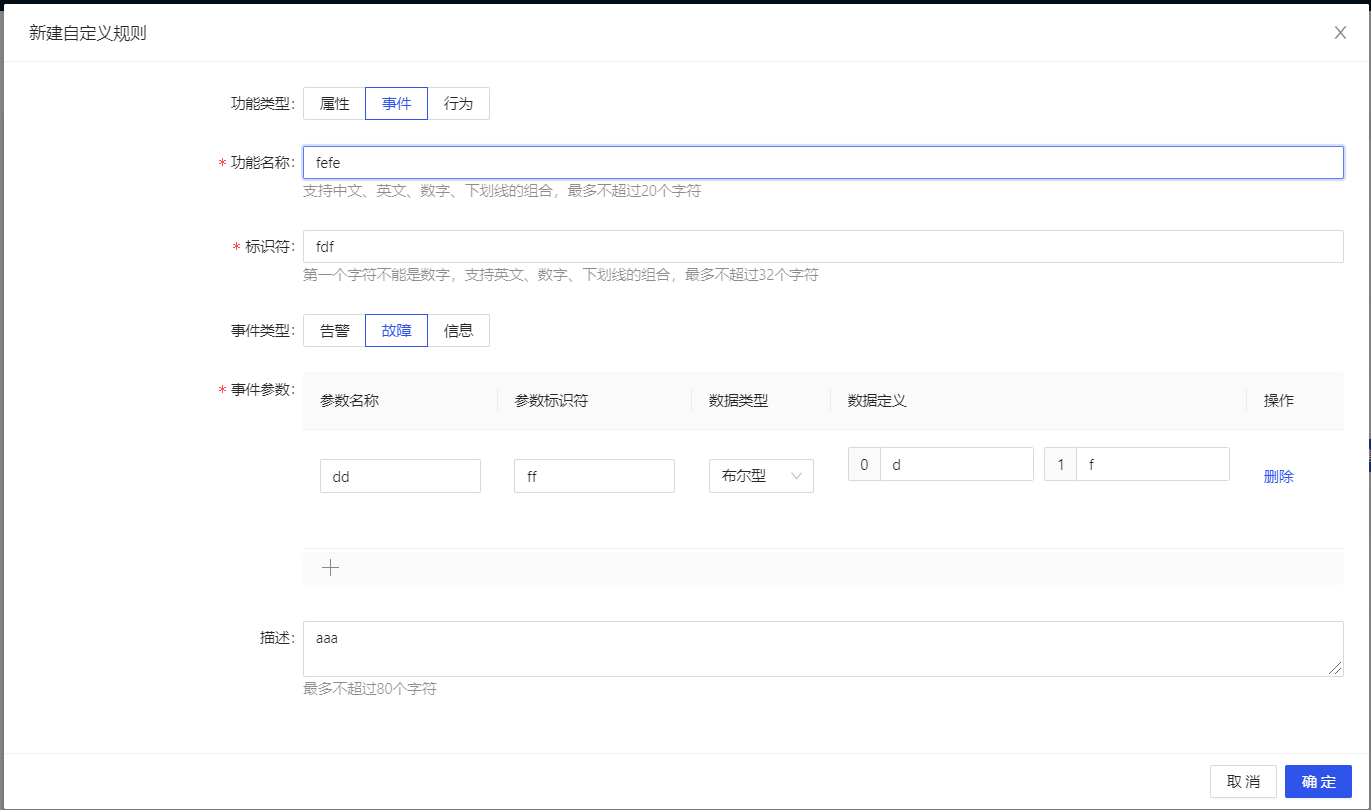 新建自定义规则
功能类型: 属性 事件 行为
* 功能名称: fefe
支持中文、英文、数字、下划线的组合，最多不超过20个字符
* 标识符: fdf
第一个字符不能是数字，支持英文、数字、下划线的组合，最多不超过32个字符
事件类型: 告警 故障 信息
* 事件参数: 参数名称 参数标识符 数据类型 数据定义 操作
dd ff 布尔型 0 d 1 f 删除
描述: aaa
最多不超过80个字符
取 消 确 定